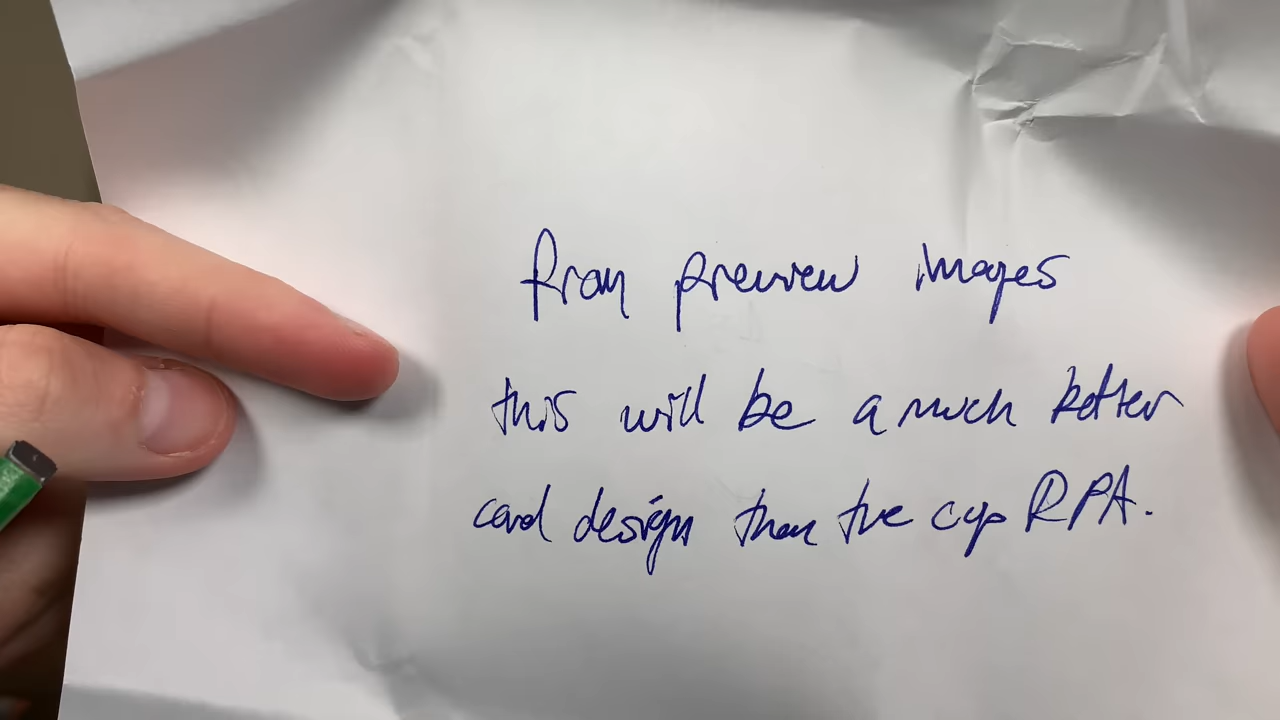 from preview images
this will be a much better
card design than the cup RPA.